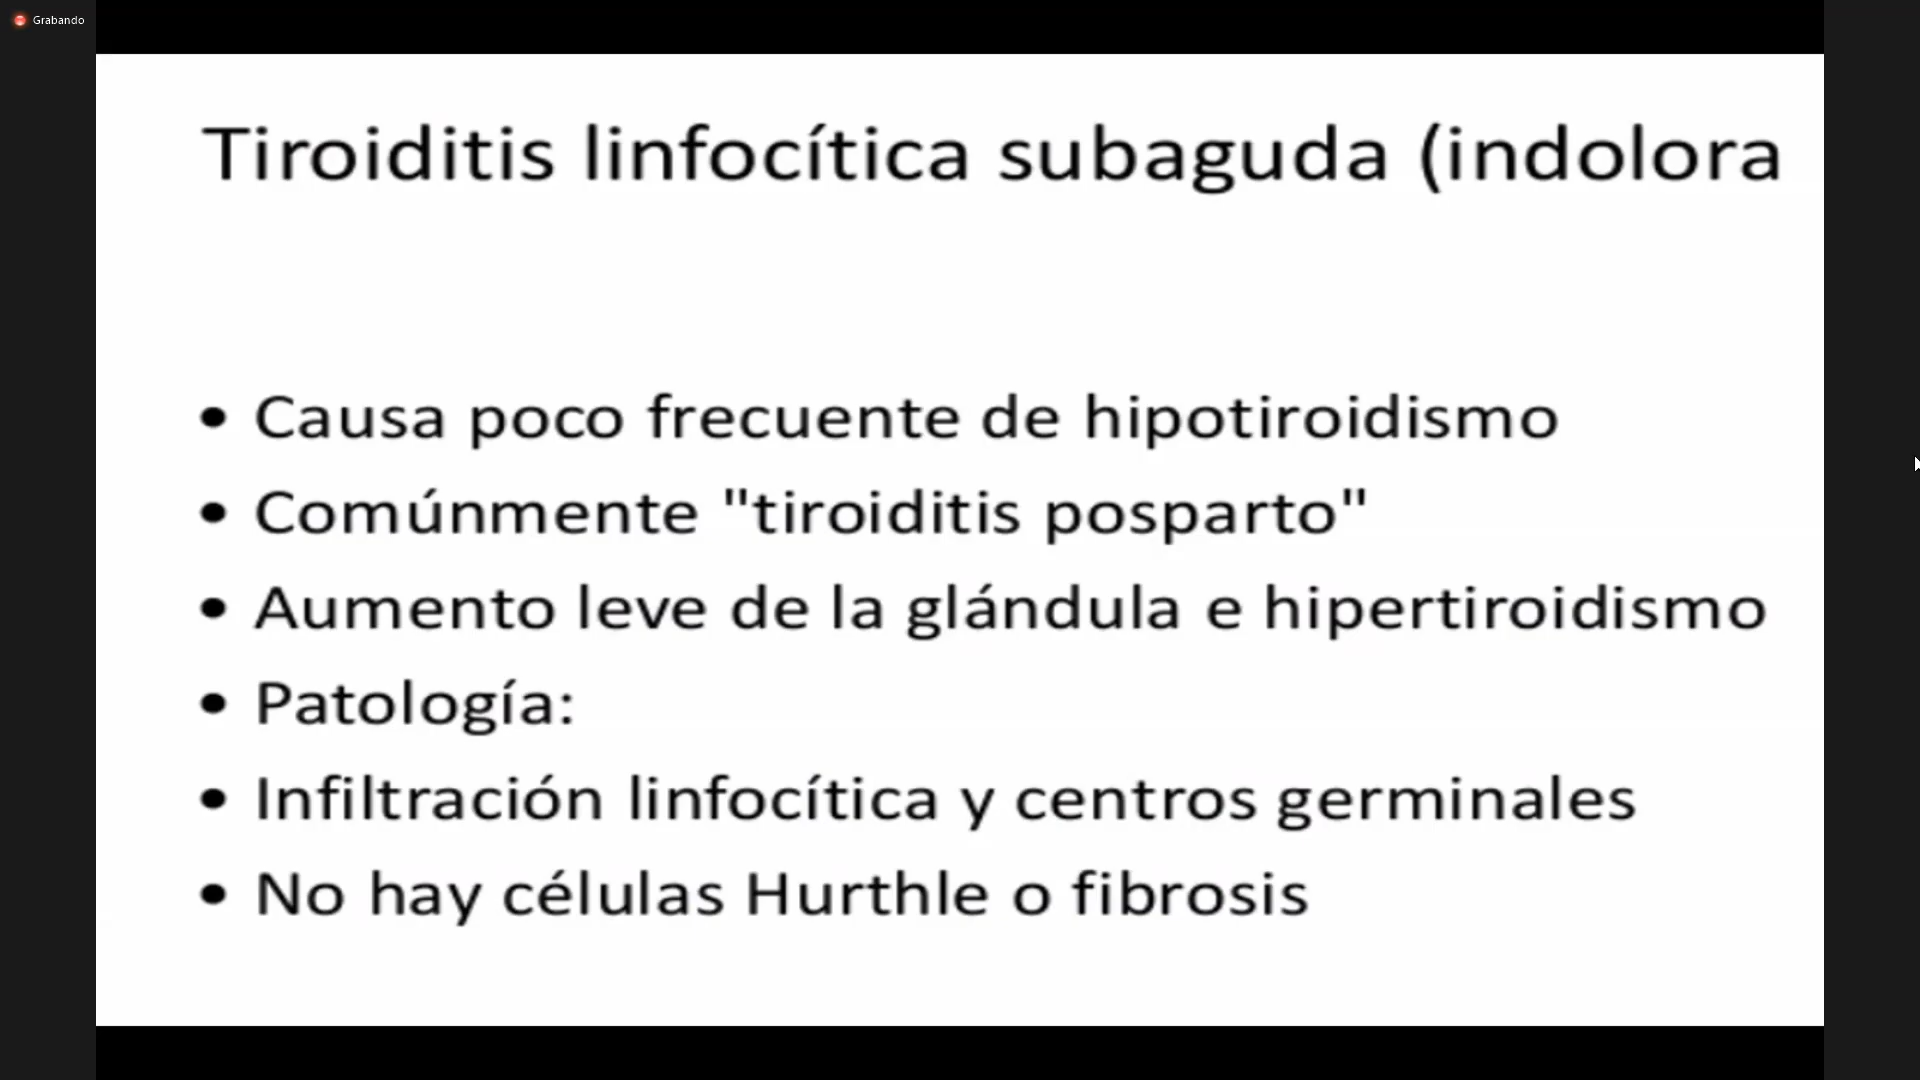 Grabando
Tiroiditis linfocítica subaguda (indolora
• Causa poco frecuente de hipotiroidismo
• Comúnmente "tiroiditis posparto"
• Aumento leve de la glándula e hipertiroidismo
• Patología:
• Infiltración linfocítica y centros germinales
• No hay células Hurthle o fibrosis